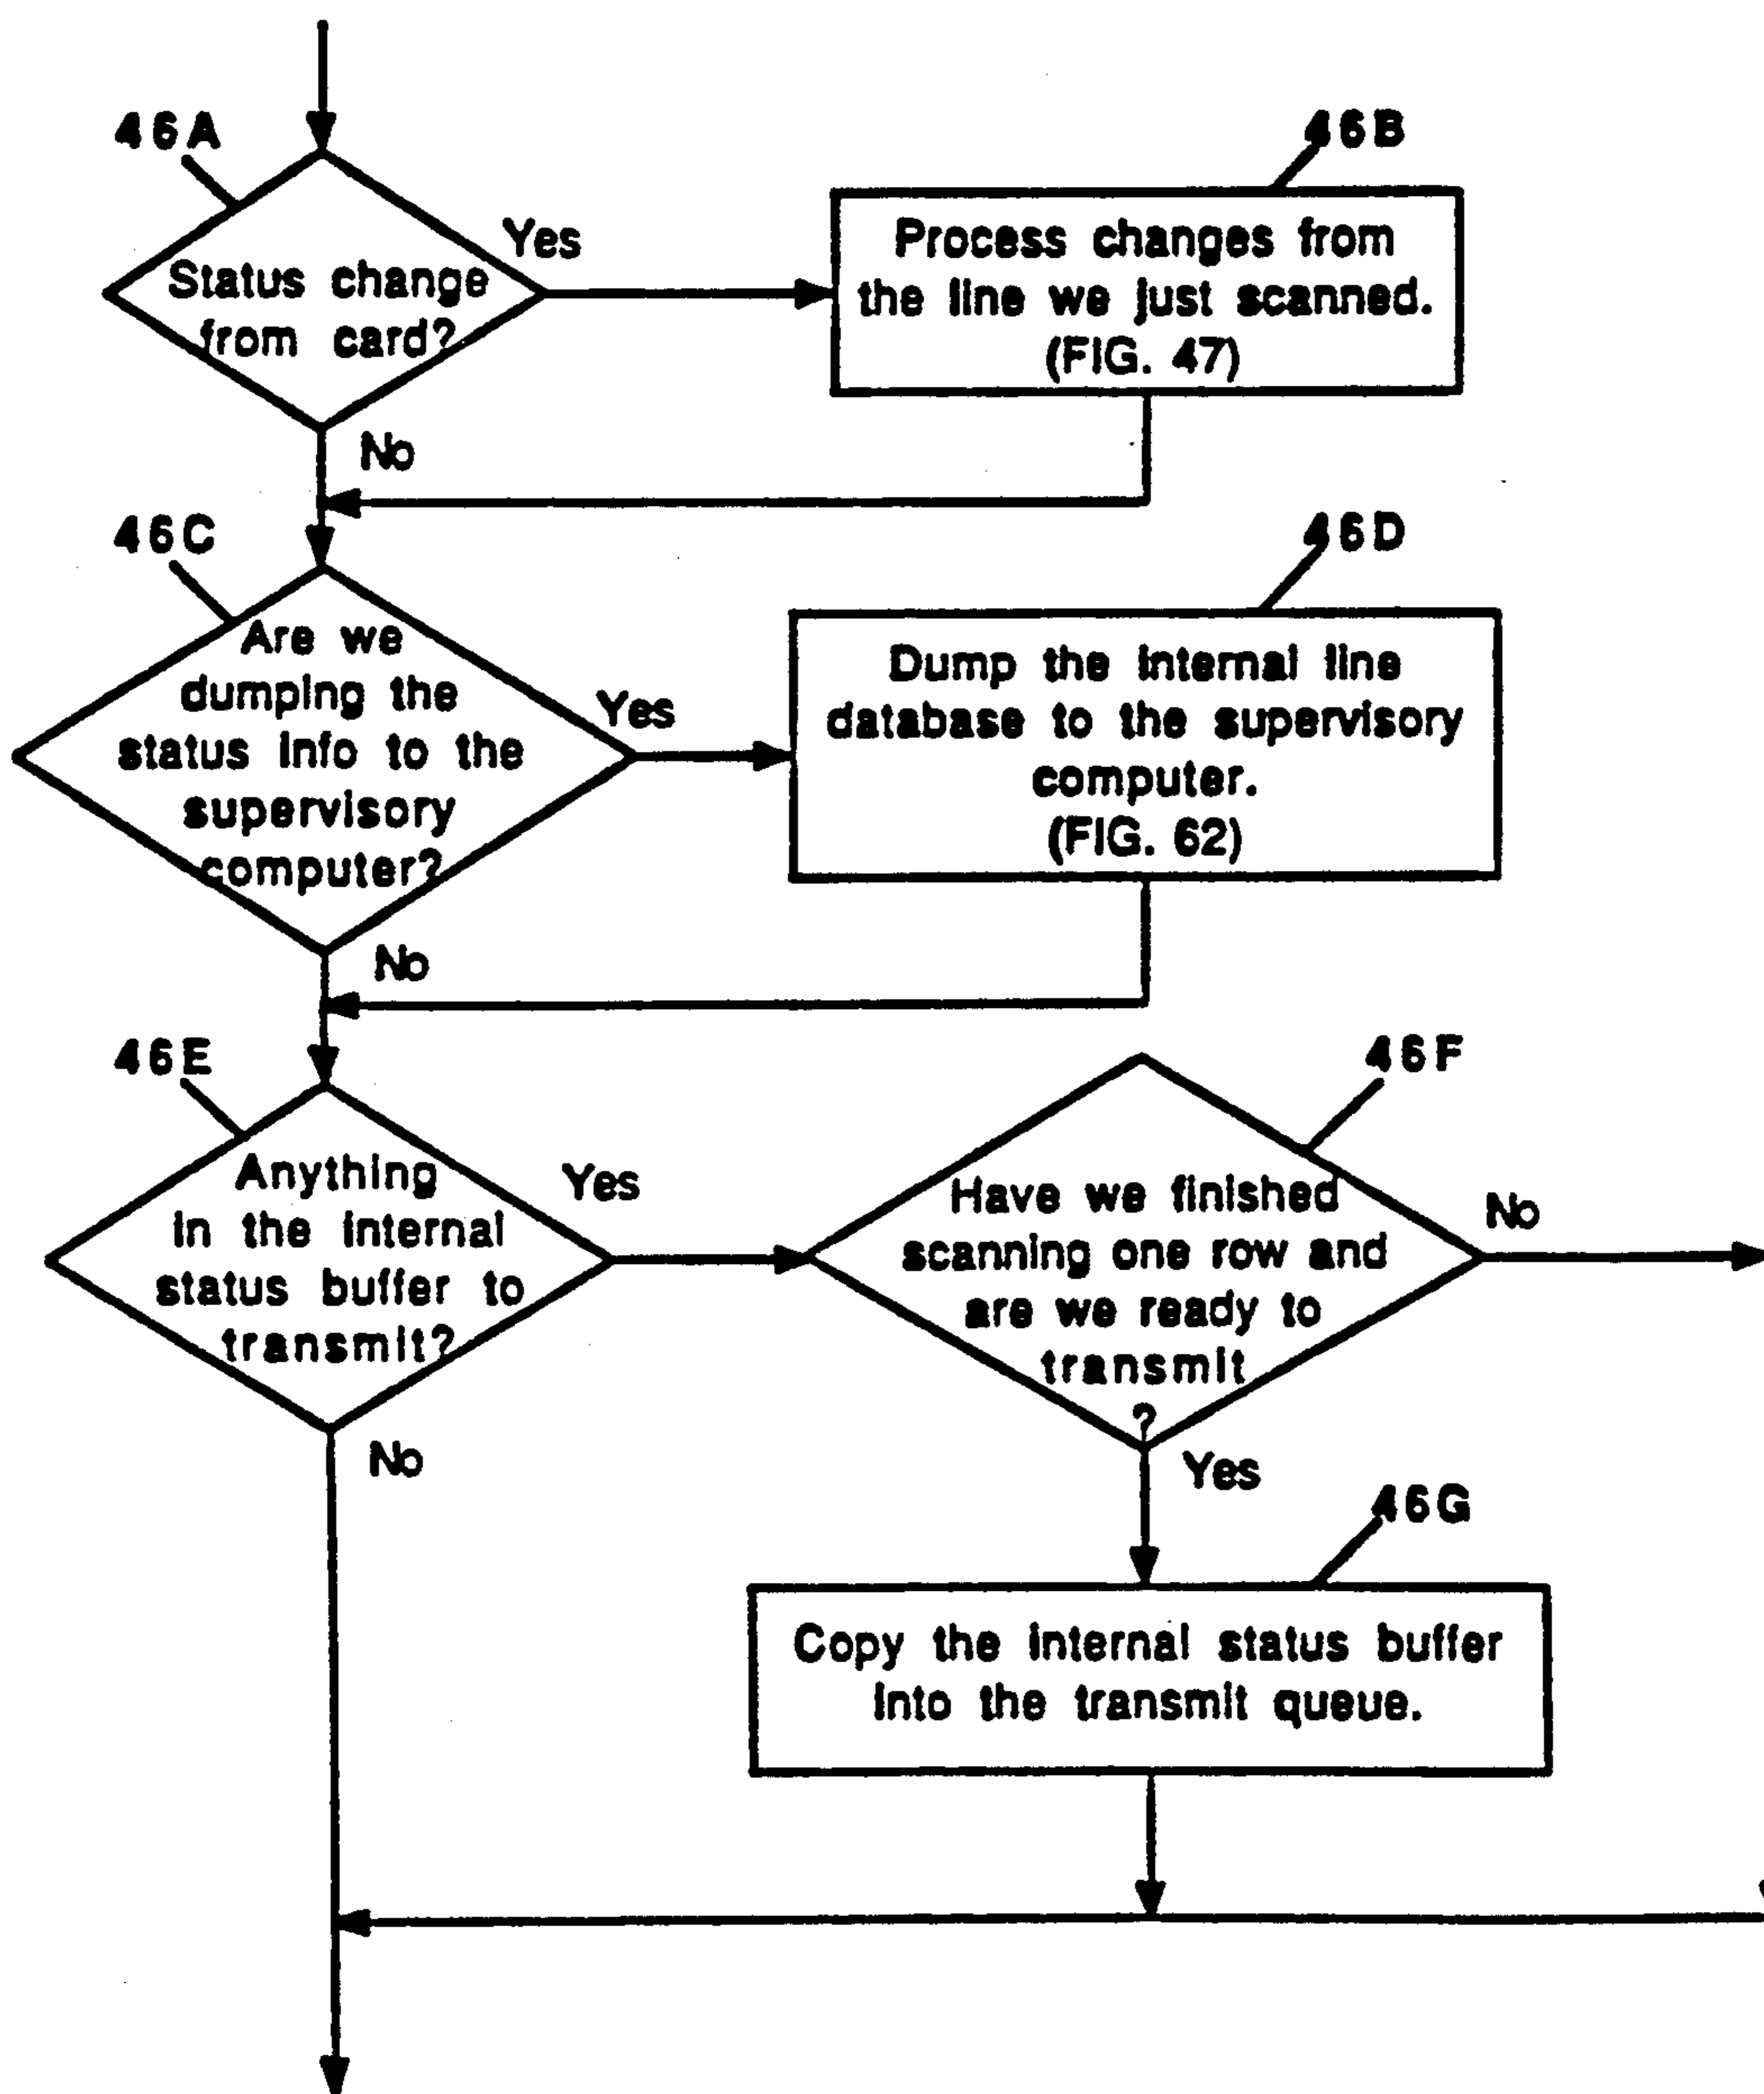 46A
Status change
from card?
Yes
No
46B
Process changes from
the line we just scanned.
(FIG. 47)
46C
Are we
dumping the
status info to the
supervisory
computer?
Yes
No
46D
Dump the internal line
database to the supervisory
computer.
(FIG. 62)
46E
Anything
in the internal
status buffer to
transmit?
Yes
No
46F
Have we finished
scanning one row and
are we ready to
transmit
?
No
Yes
46G
Copy the internal status buffer
into the transmit queue.